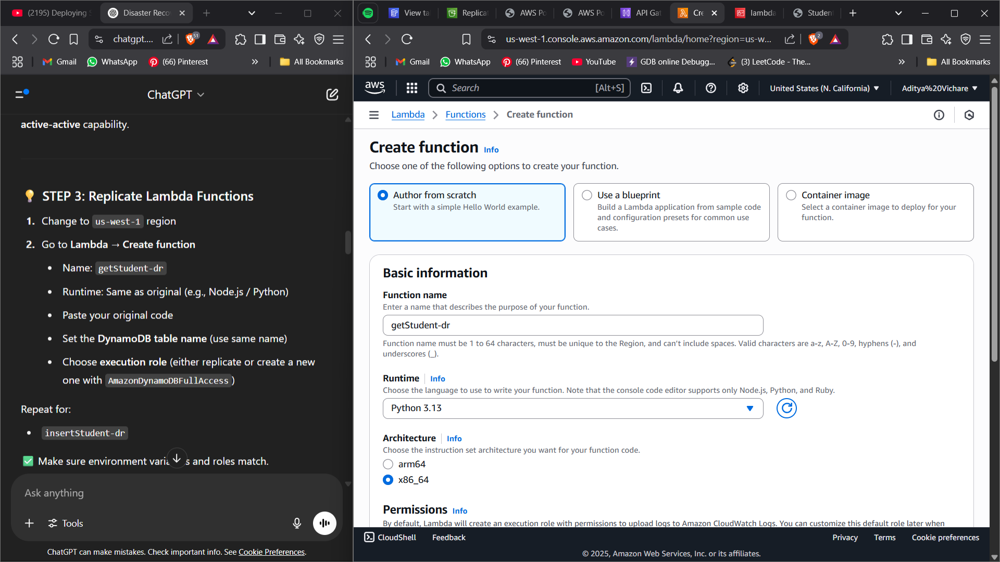 (2195) Deploying
Disaster Reco
View ta
Replica
AWS Po
AWS Po
API Gat
Cre
lambda
Studen
chatgpt....
51
us-west-1.console.aws.amazon.com/lambda/home?region=us-w...
2
Gmail
WhatsApp
(66) Pinterest
All Bookmarks
Gmail
WhatsApp
(66) Pinterest
YouTube
GDB online Debugg...
(3) LeetCode - The...
All Bookmarks
ChatGPT
active-active capability.
STEP 3: Replicate Lambda Functions
1. Change to us-west-1 region
2. Go to Lambda → Create function
• Name: getStudent-dr
• Runtime: Same as original (e.g., Node.js / Python)
• Paste your original code
• Set the DynamoDB table name (use same name)
• Choose execution role (either replicate or create a new
one with AmazonDynamoDBFullAccess)
Repeat for:
• insertStudent-dr
✅ Make sure environment varia s and roles match.
Ask anything
Tools
ChatGPT can make mistakes. Check important info. See Cookie Preferences.
aws
Search
[Alt+S]
United States (N. California)
Aditya%20Vichare
Lambda
Functions
Create function
Create function Info
Choose one of the following options to create your function.
Author from scratch
Start with a simple Hello World example.
Use a blueprint
Build a Lambda application from sample code
and configuration presets for common use
cases.
Container image
Select a container image to deploy for your
function.
Basic information
Function name
Enter a name that describes the purpose of your function.
getStudent-dr
Function name must be 1 to 64 characters, must be unique to the Region, and can't include spaces. Valid characters are a-z, A-Z, 0-9, hyphens (-), and
underscores (_).
Runtime Info
Choose the language to use to write your function. Note that the console code editor supports only Node.js, Python, and Ruby.
Python 3.13
Architecture Info
Choose the instruction set architecture you want for your function code.
arm64
x86_64
Permissions Info
By default, Lambda will create an execution role with permissions to upload logs to Amazon CloudWatch Logs. You can customize this default role later when
CloudShell
Feedback
Privacy
Terms
Cookie preferences
© 2025, Amazon Web Services, Inc. or its affiliates.